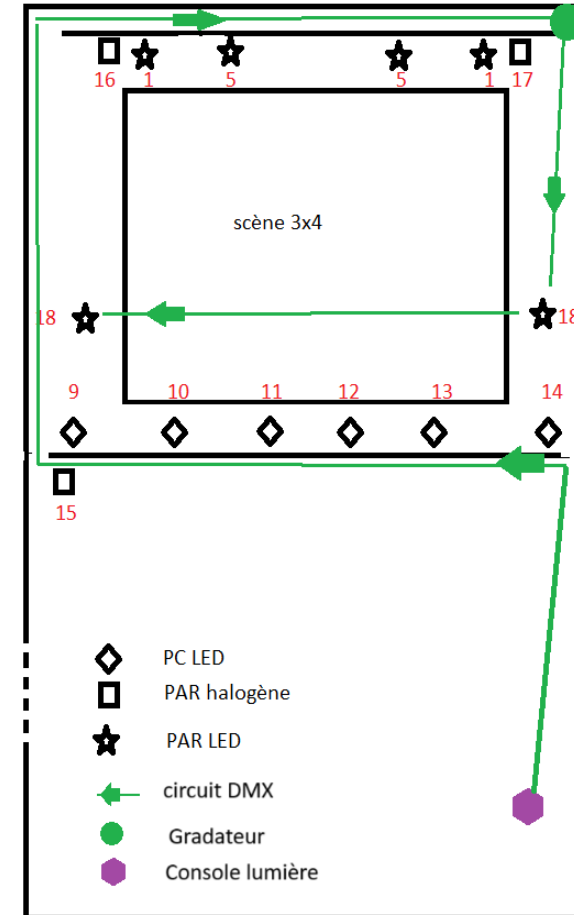 16 1 5 5 1 17
scène 3x4
18 18
9 10 11 12 13 14
15
PC LED
PAR halogène
PAR LED
circuit DMX
Gradateur
Console lumière